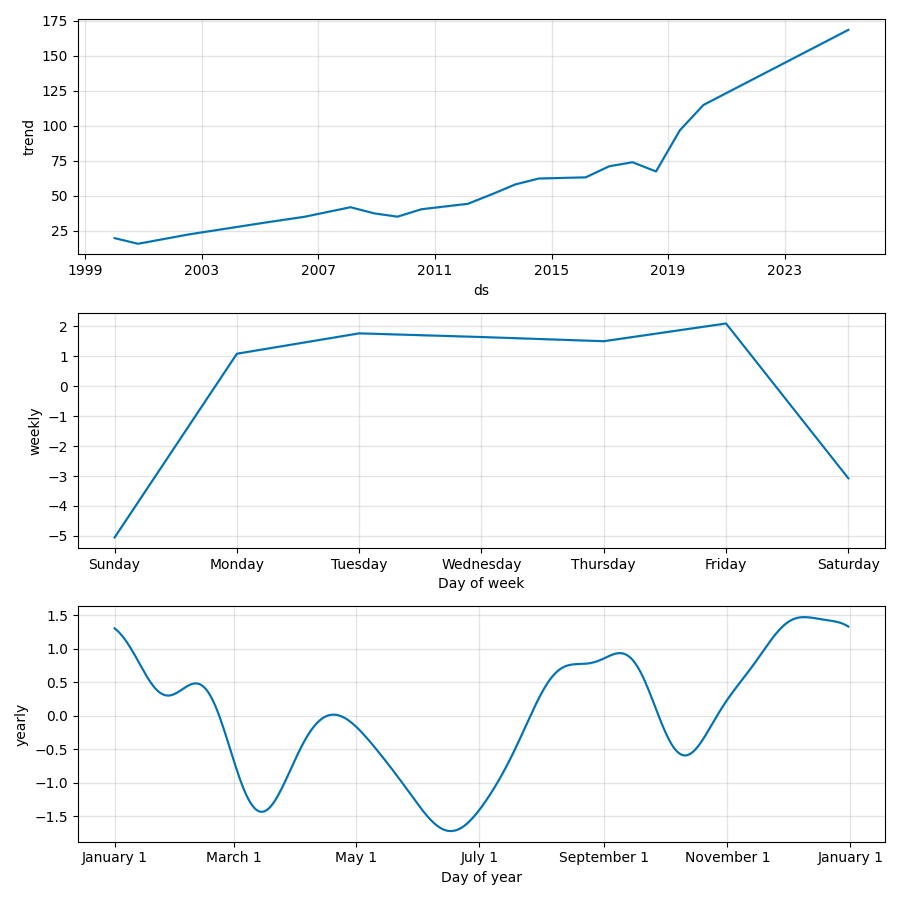 175
150
125
100
75
50
25
trend
1999 2003 2007 2011 2015 2019 2023
ds
2
1
0
−1
−2
−3
−4
−5
weekly
Sunday Monday Tuesday Wednesday Thursday Friday Saturday
Day of week
1.5
1.0
0.5
0.0
−0.5
−1.0
−1.5
yearly
January 1 March 1 May 1 July 1 September 1 November 1 January 1
Day of year